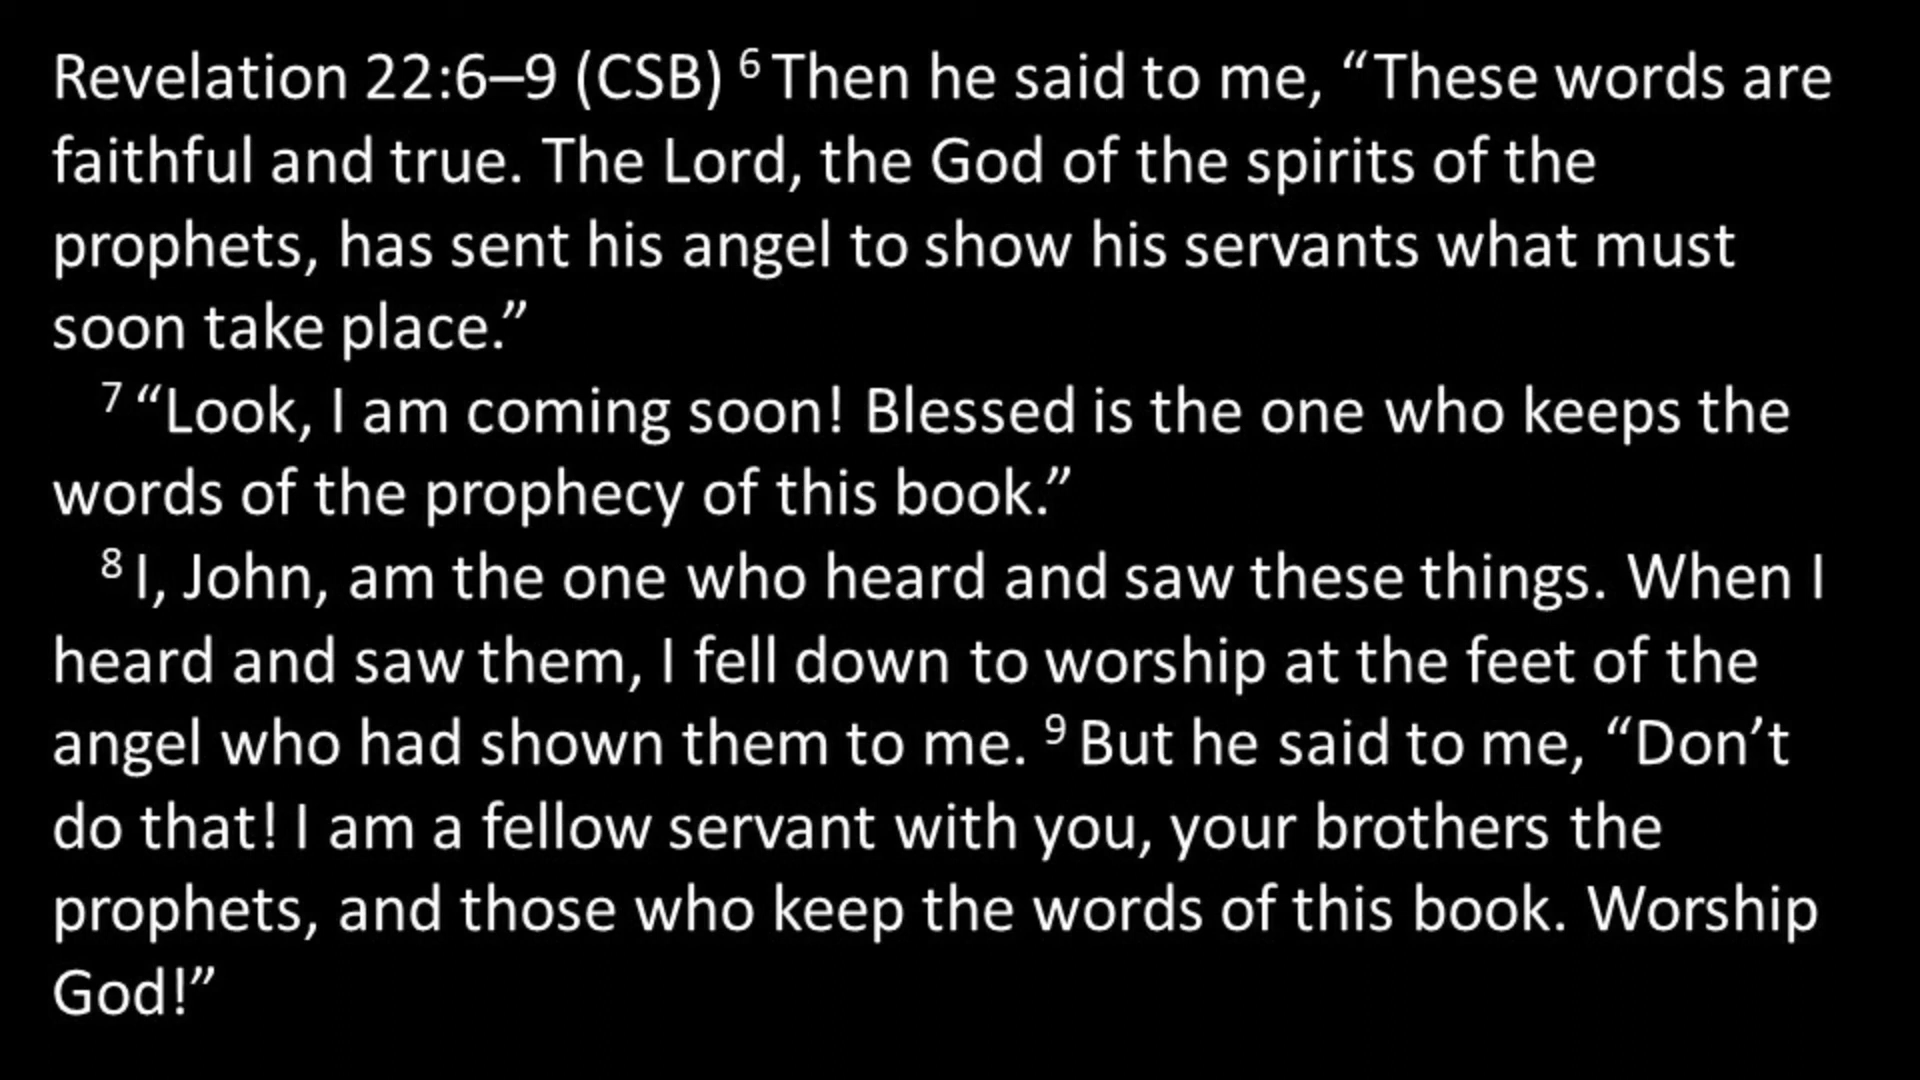 Revelation 22:6–9 (CSB) ⁶ Then he said to me, “These words are
faithful and true. The Lord, the God of the spirits of the
prophets, has sent his angel to show his servants what must
soon take place.”
⁷ “Look, I am coming soon! Blessed is the one who keeps the
words of the prophecy of this book.”
⁸ I, John, am the one who heard and saw these things. When I
heard and saw them, I fell down to worship at the feet of the
angel who had shown them to me. ⁹ But he said to me, “Don’t
do that! I am a fellow servant with you, your brothers the
prophets, and those who keep the words of this book. Worship
God!”